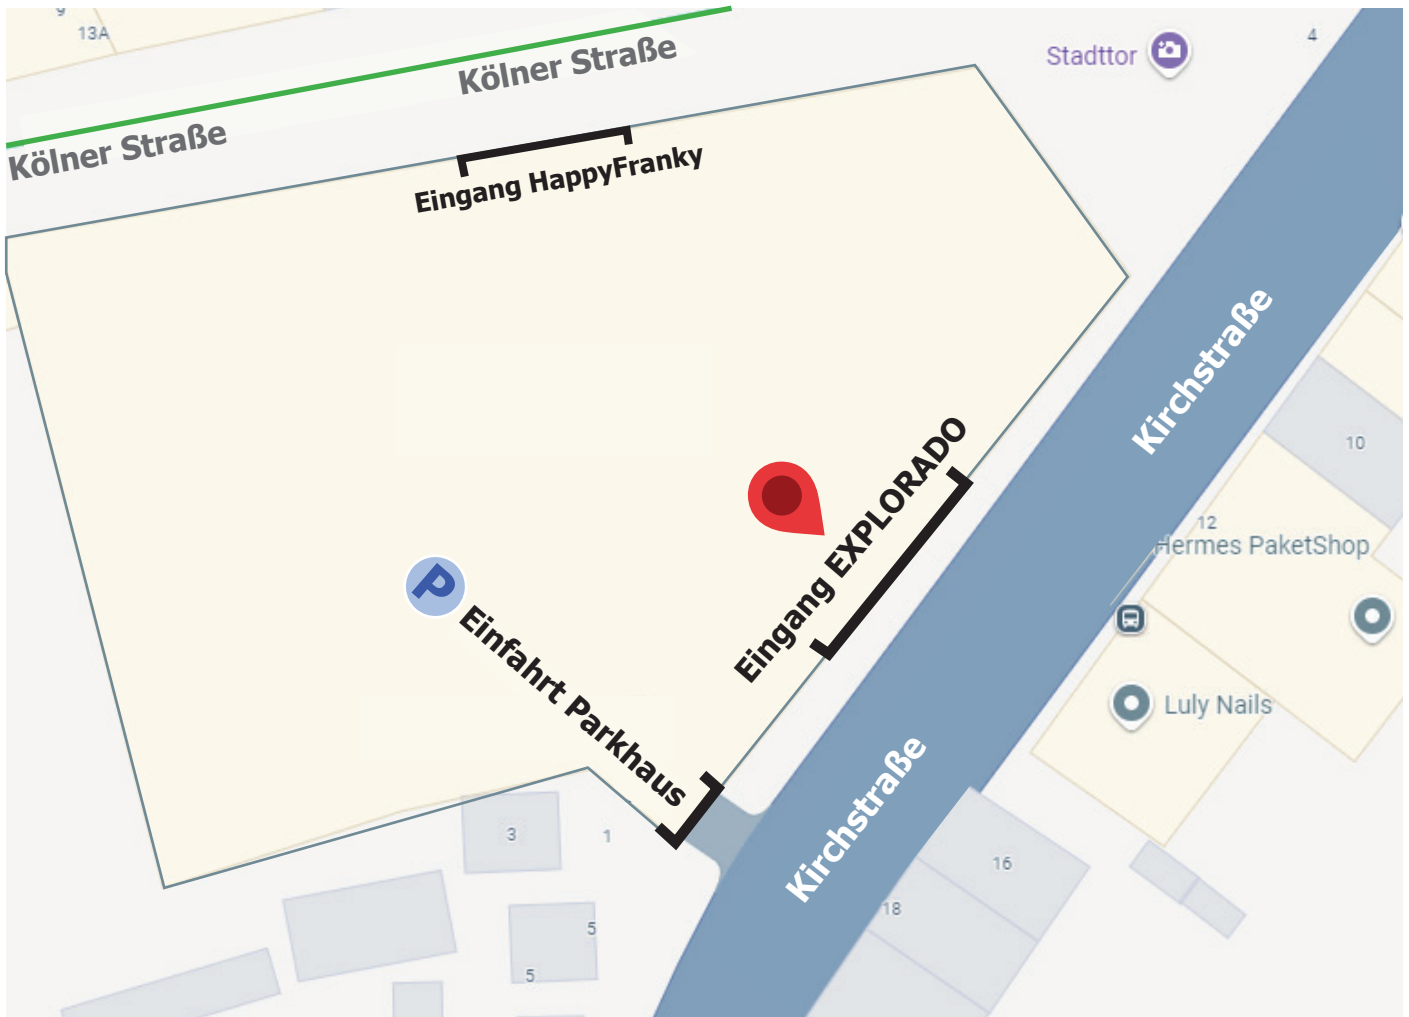 9
13A
Kölner Straße
Kölner Straße
Stadttor
4
Eingang HappyFranky
Kirchstraße
10
Eingang EXPLORADO
12
Hermes PaketShop
P
Einfahrt Parkhaus
Luly Nails
Kirchstraße
3
1
16
18
5
5